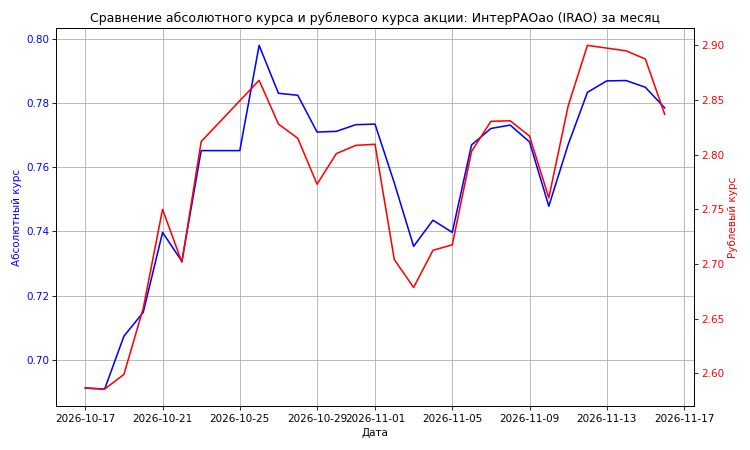 Сравнение абсолютного курса и рублевого курса акции: ИнтерРАОао (IRAO) за месяц
0.80
0.78
0.76
0.74
0.72
0.70
Абсолютный курс
2.90
2.85
2.80
2.75
2.70
2.65
2.60
Рублевый курс
2026-10-17 2026-10-21 2026-10-25 2026-10-29 2026-11-01 2026-11-05 2026-11-09 2026-11-13 2026-11-17
Дата